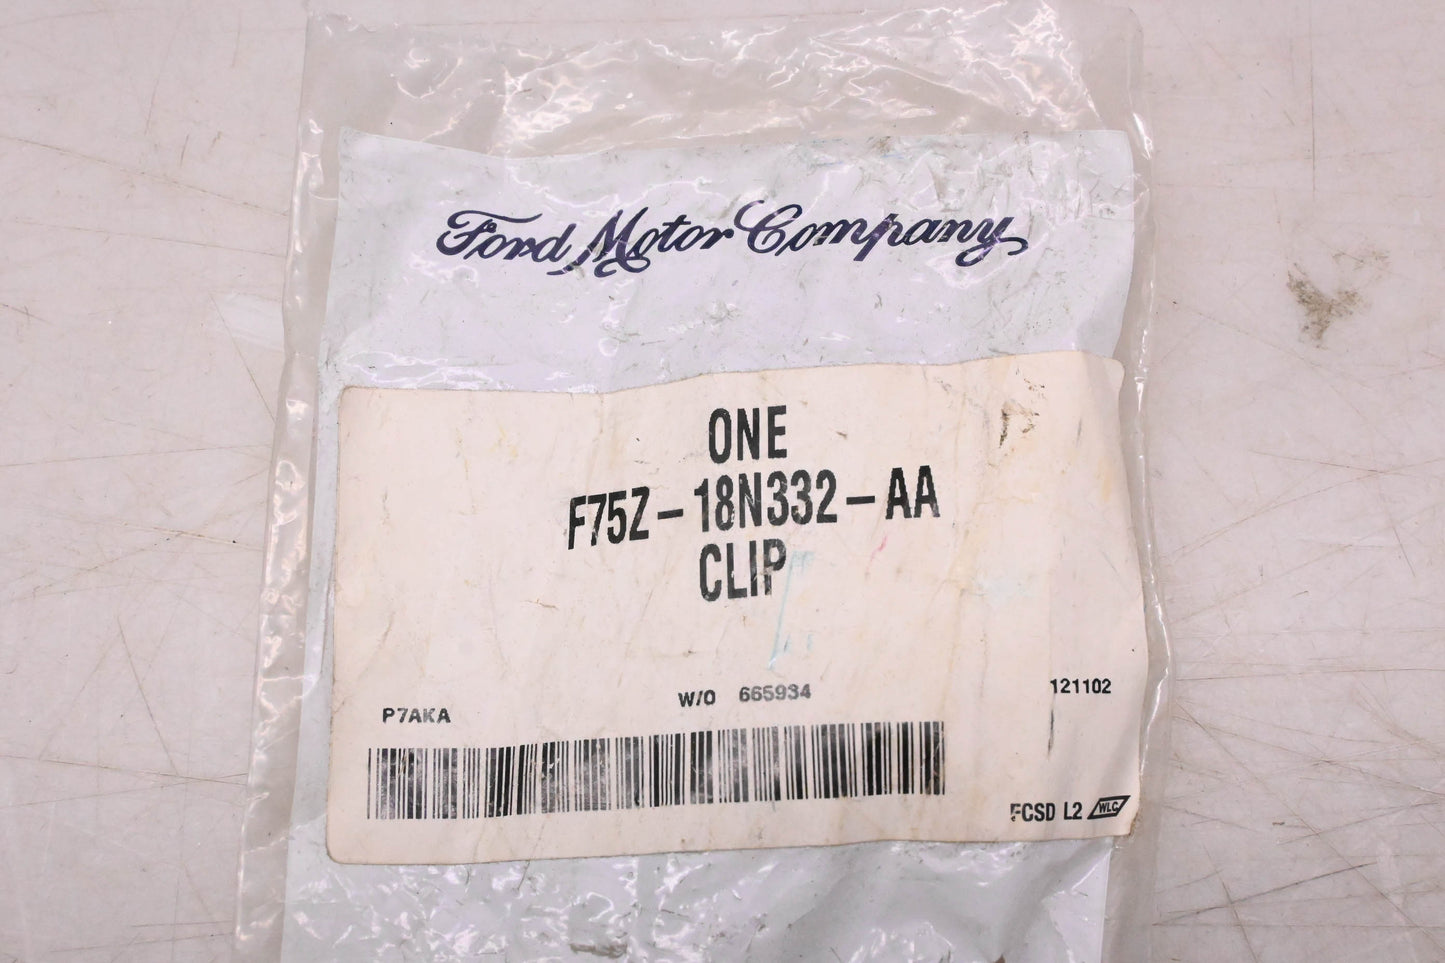 Ford Motor Company
ONE
F75Z-18N332-AA
CLIP
W/O 665934
121102
P7AKA
FCSD L2 WLC